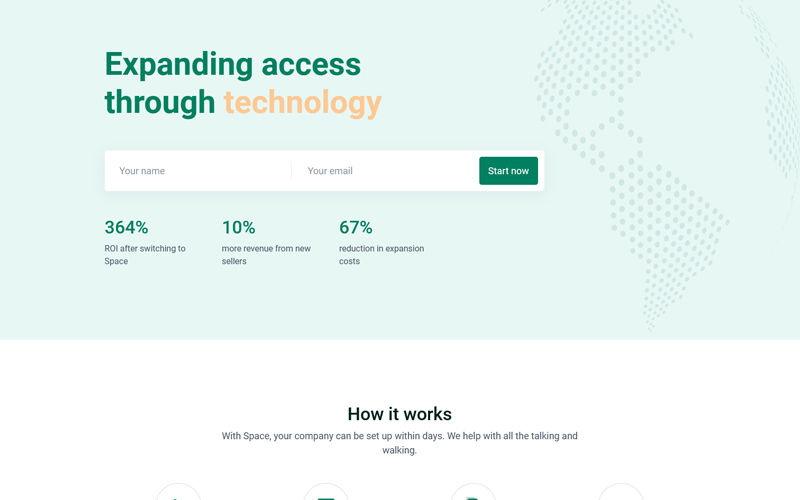 Expanding access
through technology
Your name
Your email
Start now
364%
ROI after switching to
Space
10%
more revenue from new
sellers
67%
reduction in expansion
costs
How it works
With Space, your company can be set up within days. We help with all the talking and
walking.